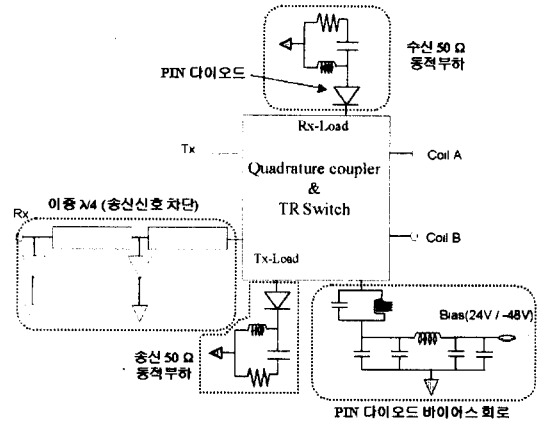 수신 50 Ω
동적부하
PIN 다이오드
Rx-Load
Tx
Quadrature coupler
&
TR Switch
Coil A
Coil B
이중 λ/4 (송신신호 차단)
Rx
Tx-Load
Bias(24V / -48V)
송신 50 Ω
동적부하
PIN 다이오드 바이어스 회로